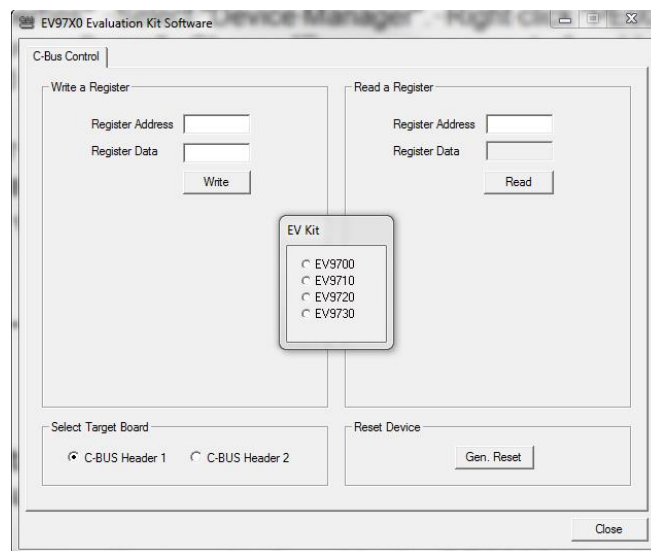 EV97X0 Evaluation Kit Software
C-Bus Control
Write a Register
Register Address
Register Data
Write
Read a Register
Register Address
Register Data
Read
EV Kit
EV9700
EV9710
EV9720
EV9730
Select Target Board
C-BUS Header 1
C-BUS Header 2
Reset Device
Gen. Reset
Close